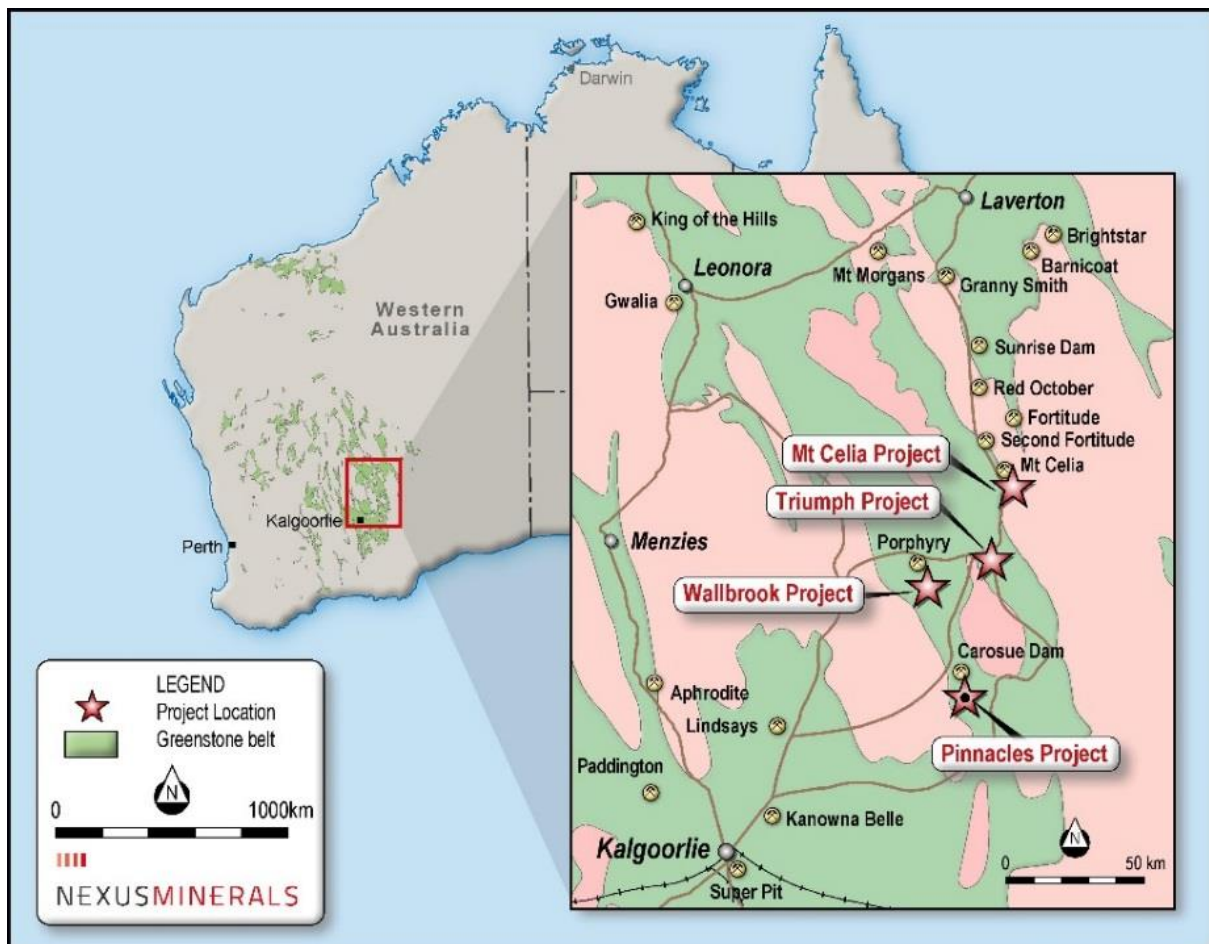 Darwin
Western
Australia
Kalgoorlie
Perth
LEGEND
Project Location
Greenstone belt
N
0 1000km
NEXUSMINERALS
King of the Hills
Laverton
Brightstar
Leonora
Mt Morgans
Barnicoat
Granny Smith
Gwalia
Sunrise Dam
Red October
Fortitude
Second Fortitude
Mt Celia Project
Mt Celia
Triumph Project
Menzies
Porphyry
Wallbrook Project
Carosue Dam
Aphrodite
Lindsays
Pinnacles Project
Paddington
Kanowna Belle
N
Kalgoorlie
0 50 km
Super Pit